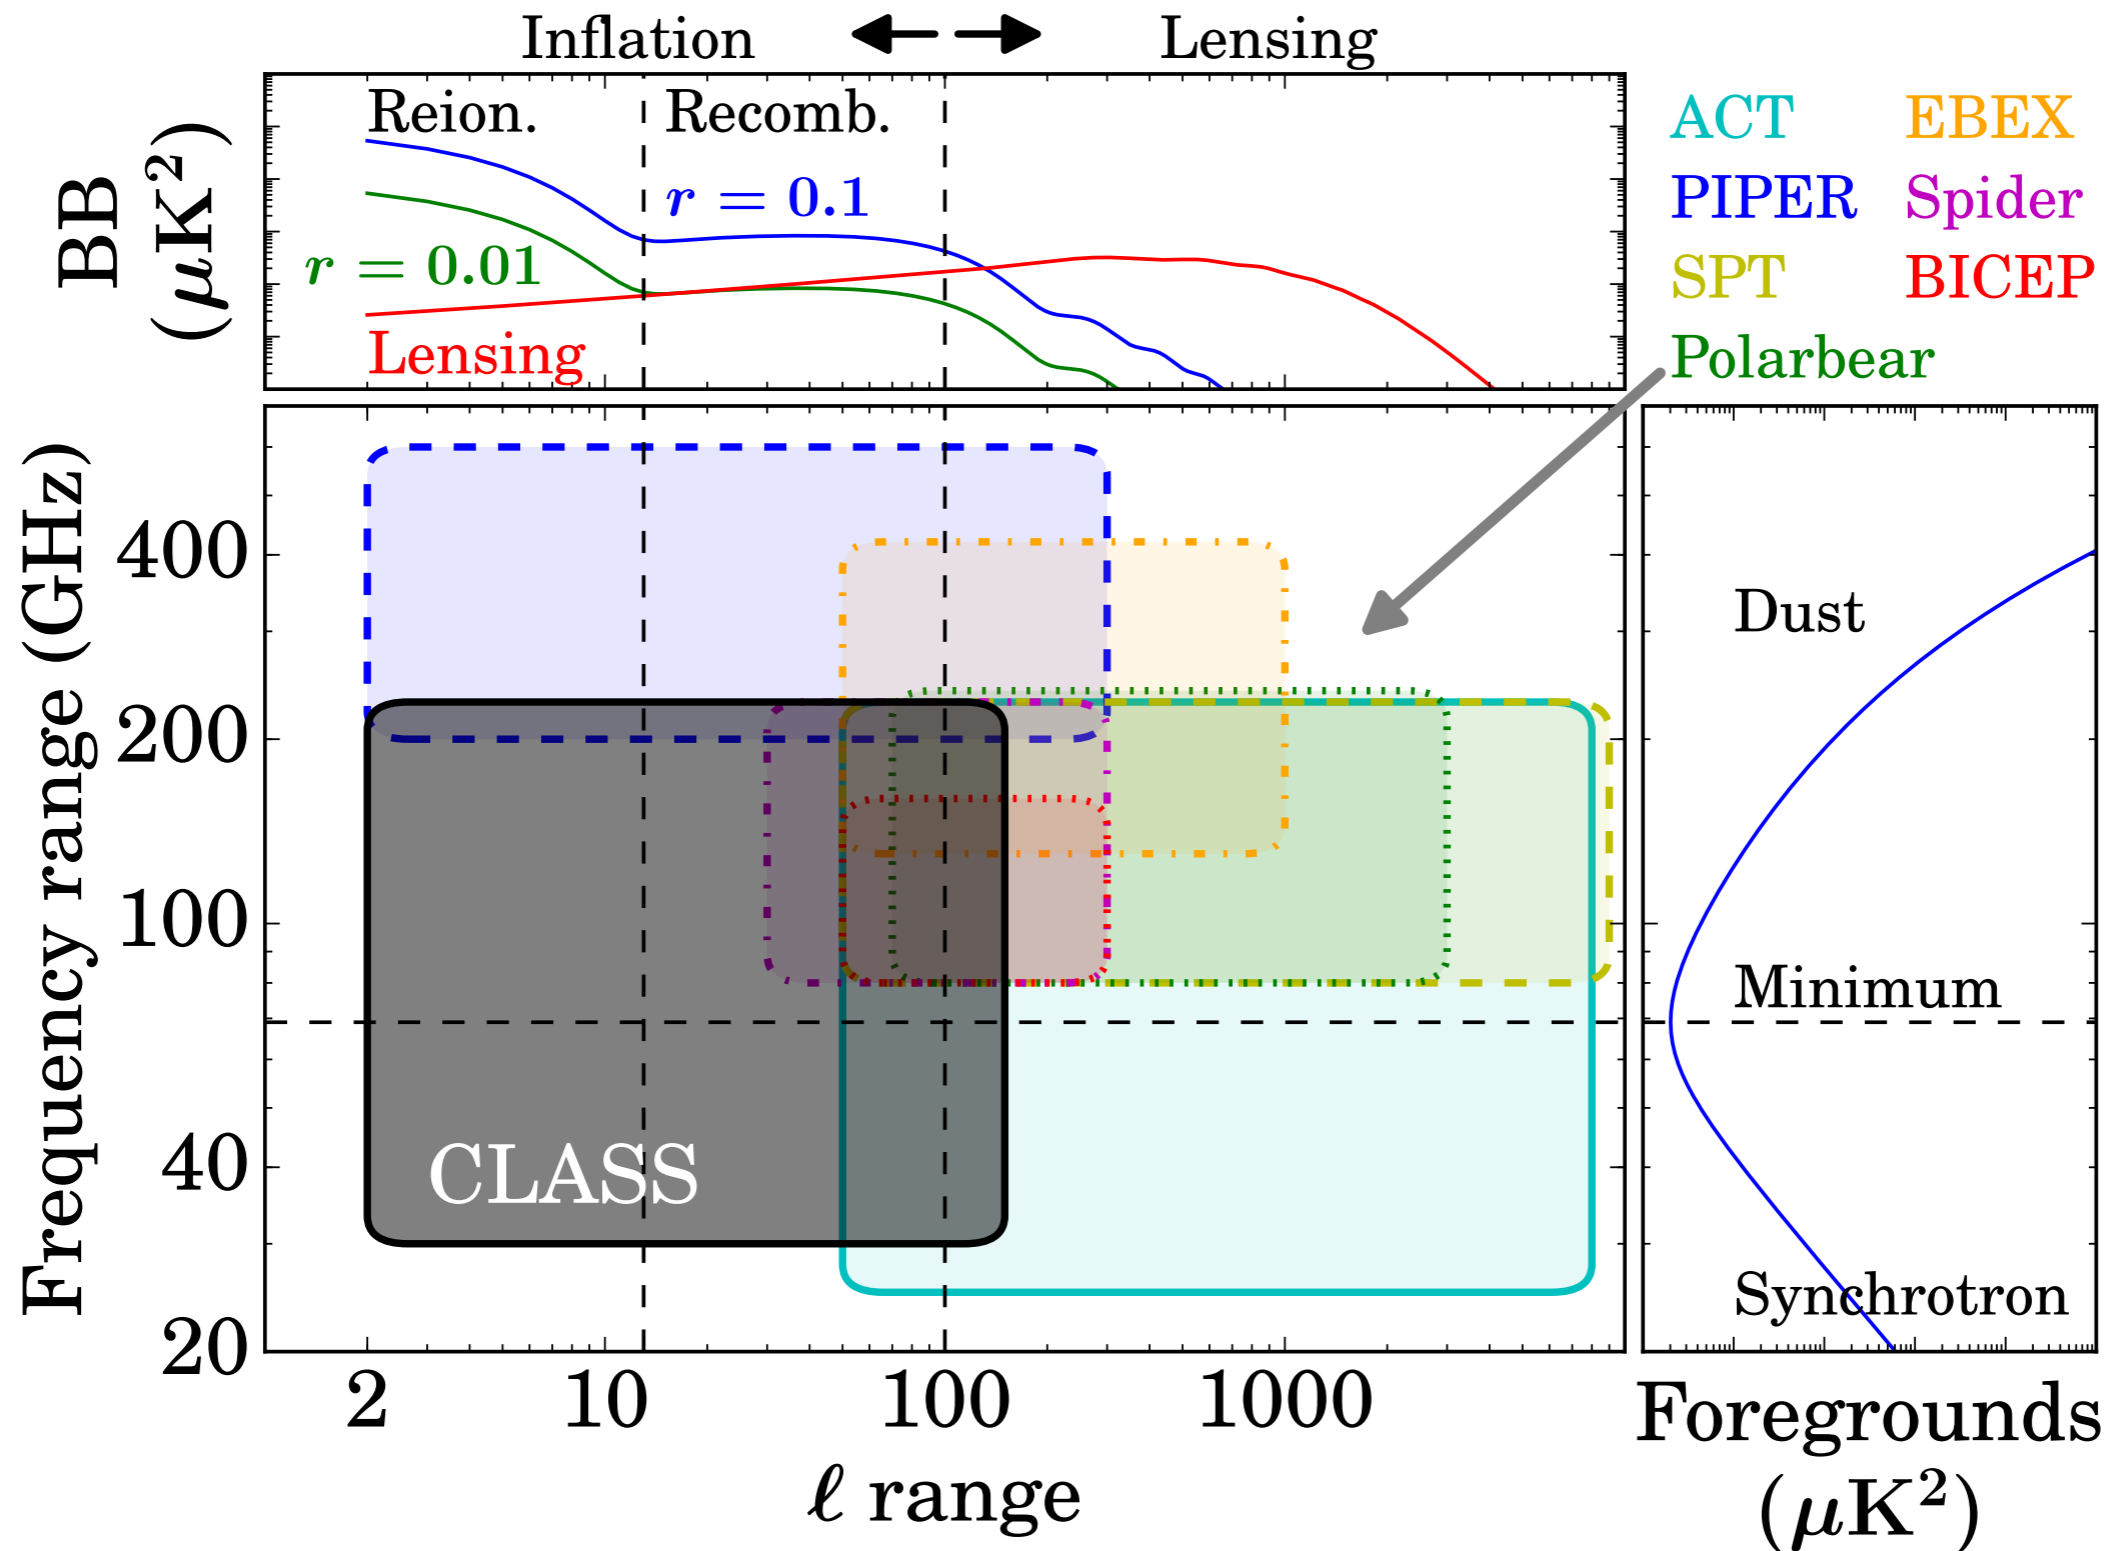 Inflation
Lensing
BB
(μK²)
Reion.
Recomb.
r = 0.1
r = 0.01
Lensing
ACT
EBEX
PIPER
Spider
SPT
BICEP
Polarbear
Frequency range (GHz)
400
200
100
40
20
CLASS
2
10
100
1000
ℓ range
Dust
Minimum
Synchrotron
Foregrounds
(μK²)